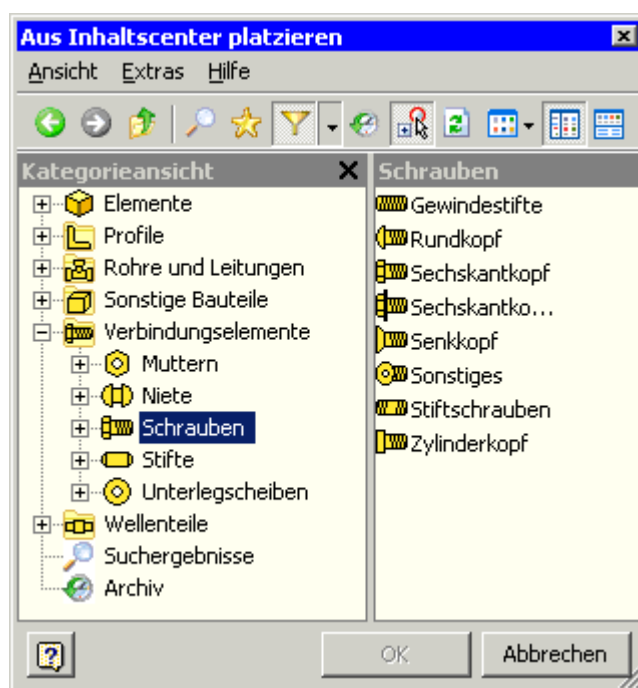 Aus Inhaltscenter platzieren
Ansicht Extras Hilfe
Kategorieansicht
Elemente
Profile
Rohre und Leitungen
Sonstige Bauteile
Verbindungselemente
Muttern
Niete
Schrauben
Stifte
Unterlegscheiben
Wellenteile
Suchergebnisse
Archiv
Schrauben
Gewindestifte
Rundkopf
Sechskantkopf
Sechskantko...
Senkkopf
Sonstiges
Stiftschrauben
Zylinderkopf
OK Abbrechen